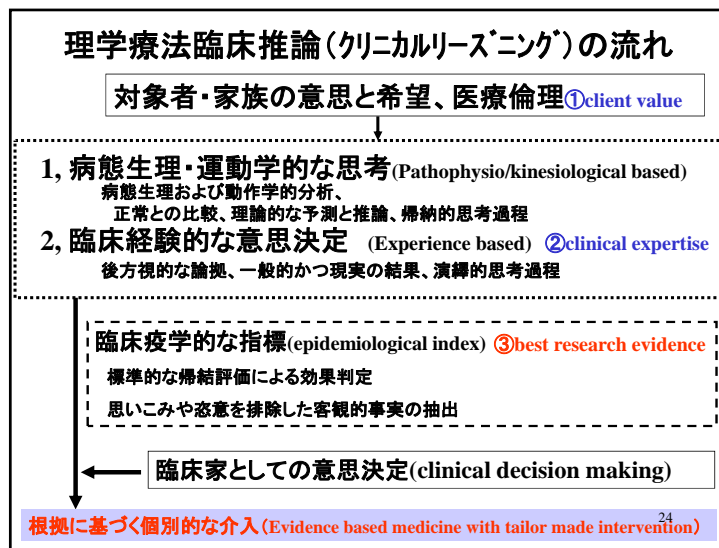 理学療法臨床推論(クリニカルリーズニング)の流れ
対象者・家族の意思と希望、医療倫理①client value
1, 病態生理・運動学的な思考(Pathophysio/kinesiological based)
病態生理および動作学的分析、
正常との比較、理論的な予測と推論、帰納的思考過程
2, 臨床経験的な意思決定 (Experience based) ②clinical expertise
後方視的な論拠、一般的かつ現実の結果、演繹的思考過程
臨床疫学的な指標(epidemiological index) ③best research evidence
標準的な帰結評価による効果判定
思いこみや恣意を排除した客観的事実の抽出
臨床家としての意思決定(clinical decision making)
24
根拠に基づく個別的な介入(Evidence based medicine with tailor made intervention)